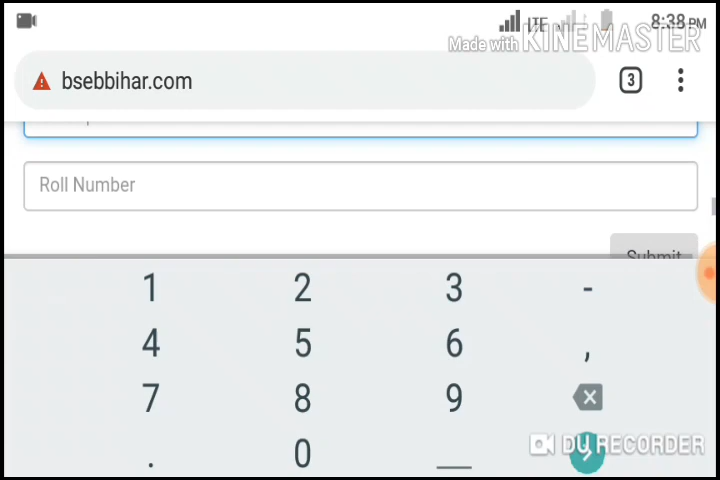 LTE 8:38 PM
Made with KINEMASTER
bsebbihar.com 3
Roll Number
Submit
1 2 3 -
4 5 6 ,
7 8 9
. 0
DU RECORDER